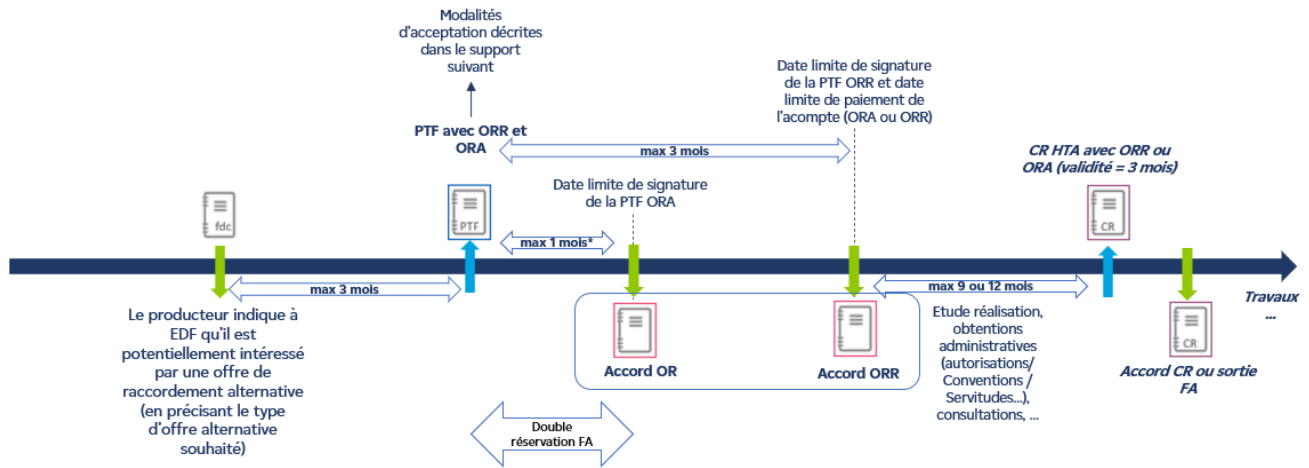 Modalités
d'acceptation décrites
dans le support
suivant
PTF avec ORR et
ORA
max 3 mois
Date limite de signature
de la PTF ORR et date
limite de paiement de
l'acompte (ORA ou ORR)
CR HTA avec ORR ou
ORA (validité = 3 mois)
Date limite de signature
de la PTF ORA
fdc
PTF
CR
max 1 mois*
max 3 mois
max 9 ou 12 mois
Travaux
...
Le producteur indique à
EDF qu'il est
potentiellement intéressé
par une offre de
raccordement alternative
(en précisant le type
d'offre alternative
souhaité)
Accord OR
Accord ORR
Etude réalisation,
obtentions
administratives
(autorisations/
Conventions /
Servitudes...),
consultations, ...
CR
Accord CR ou sortie
FA
Double
réservation FA